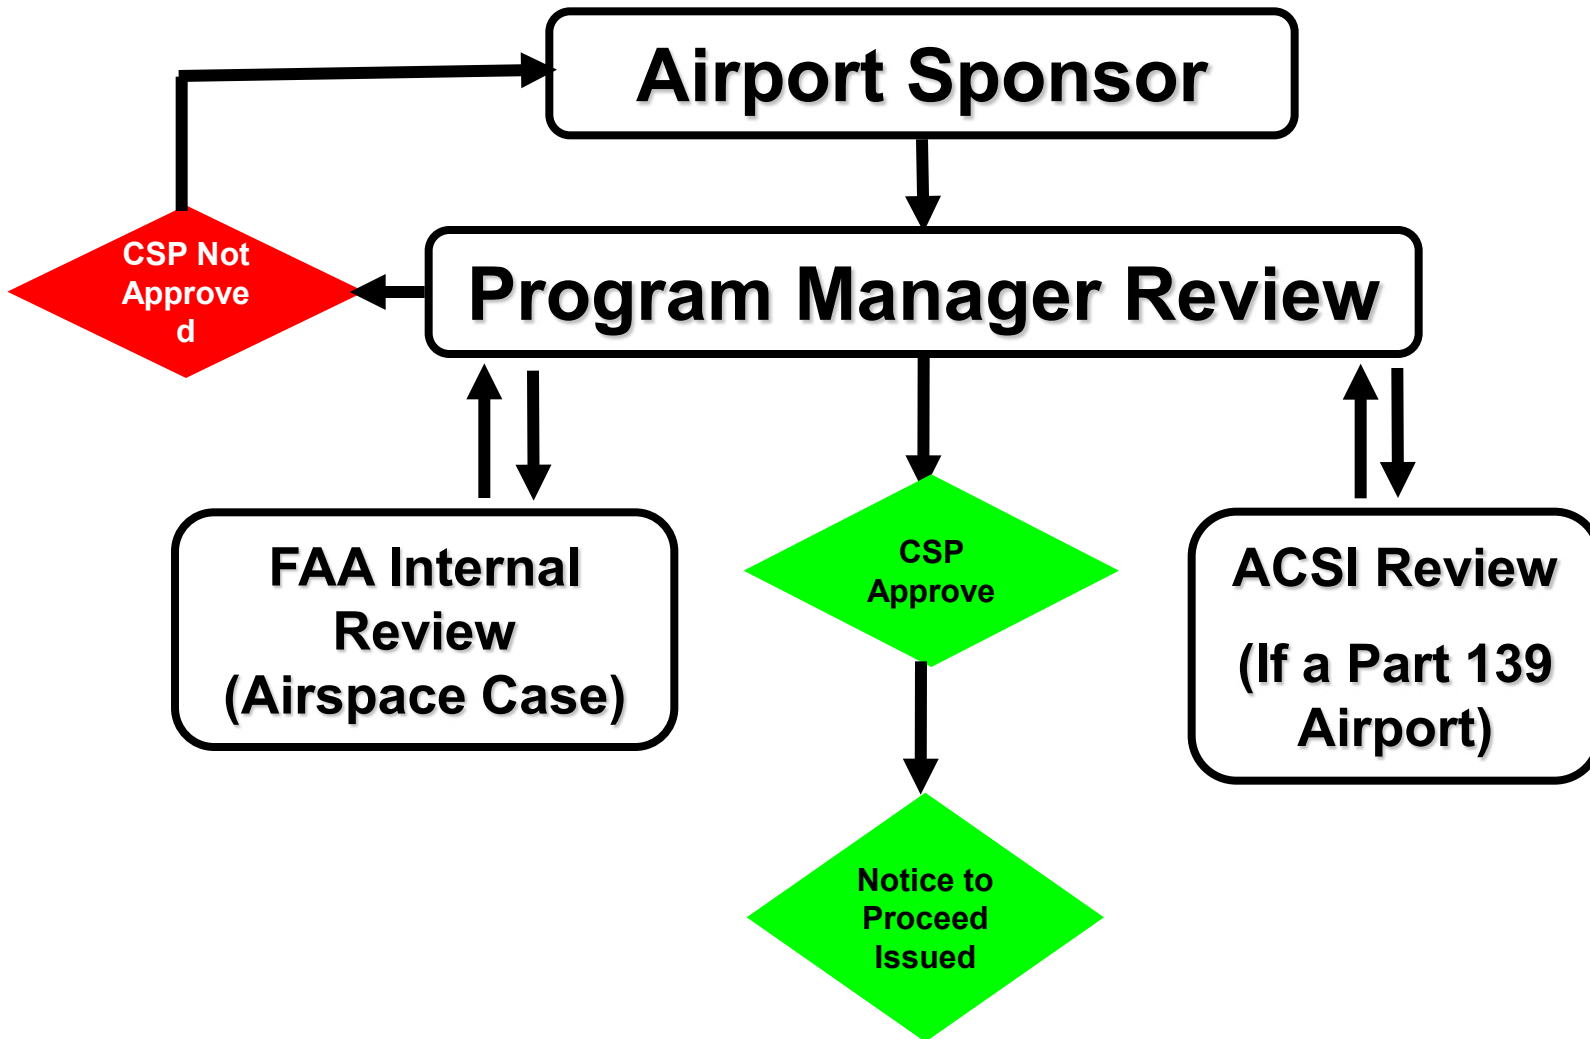 Airport Sponsor
CSP Not
Approve
d
Program Manager Review
FAA Internal
Review
(Airspace Case)
CSP
Approve
ACSI Review
(If a Part 139
Airport)
Notice to
Proceed
Issued